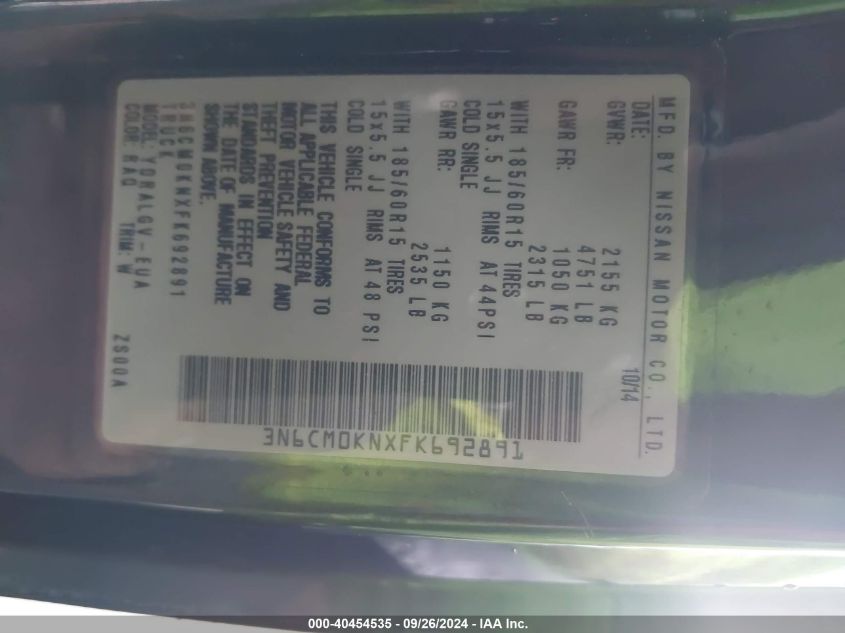 MFD. BY NISSAN MOTOR CO., LTD.
DATE: 10/14
GVWR: 2155 KG
4751 LB
GAWR FR: 1050 KG
2315 LB
WITH 185/60R15 TIRES
15x5.5 JJ RIMS AT 44PSI
COLD SINGLE
GAWR RR: 1150 KG
2535 LB
WITH 185/60R15 TIRES
15x5.5 JJ RIMS AT 48 PSI
COLD SINGLE
THIS VEHICLE CONFORMS TO
ALL APPLICABLE FEDERAL
MOTOR VEHICLE SAFETY AND
THEFT PREVENTION
STANDARDS IN EFFECT ON
THE DATE OF MANUFACTURE
SHOWN ABOVE.
3N6CM0KNXFK692891
TRUCK
MODEL: YDRALGV-EUA
COLOR: RAQ TRIM: W
ZS00A
3N6CM0KNXFK692891
000-40454535 - 09/26/2024 - IAA Inc.